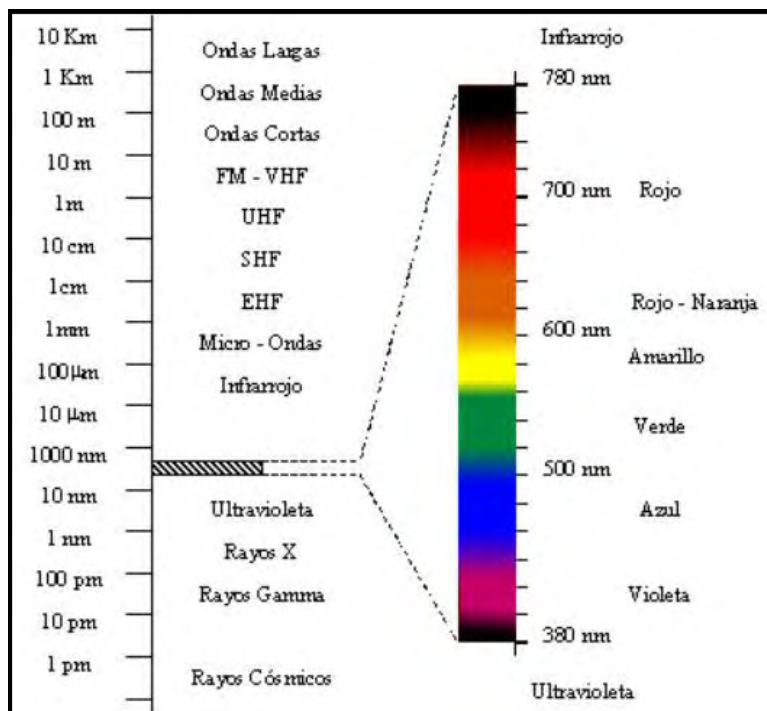 10 Km
1 Km
100 m
10 m
1m
10 cm
1cm
1mm
100µm
10 µm
1000 nm
10 nm
1 nm
100 pm
10 pm
1 pm
Ondas Largas
Ondas Medias
Ondas Cortas
FM - VHF
UHF
SHF
EHF
Micro - Ondas
Infrarrojo
Ultravioleta
Rayos X
Rayos Gamma
Rayos Cósmicos
Infrarrojo
780 nm
700 nm
600 nm
500 nm
380 nm
Rojo
Rojo - Naranja
Amarillo
Verde
Azul
Violeta
Ultravioleta